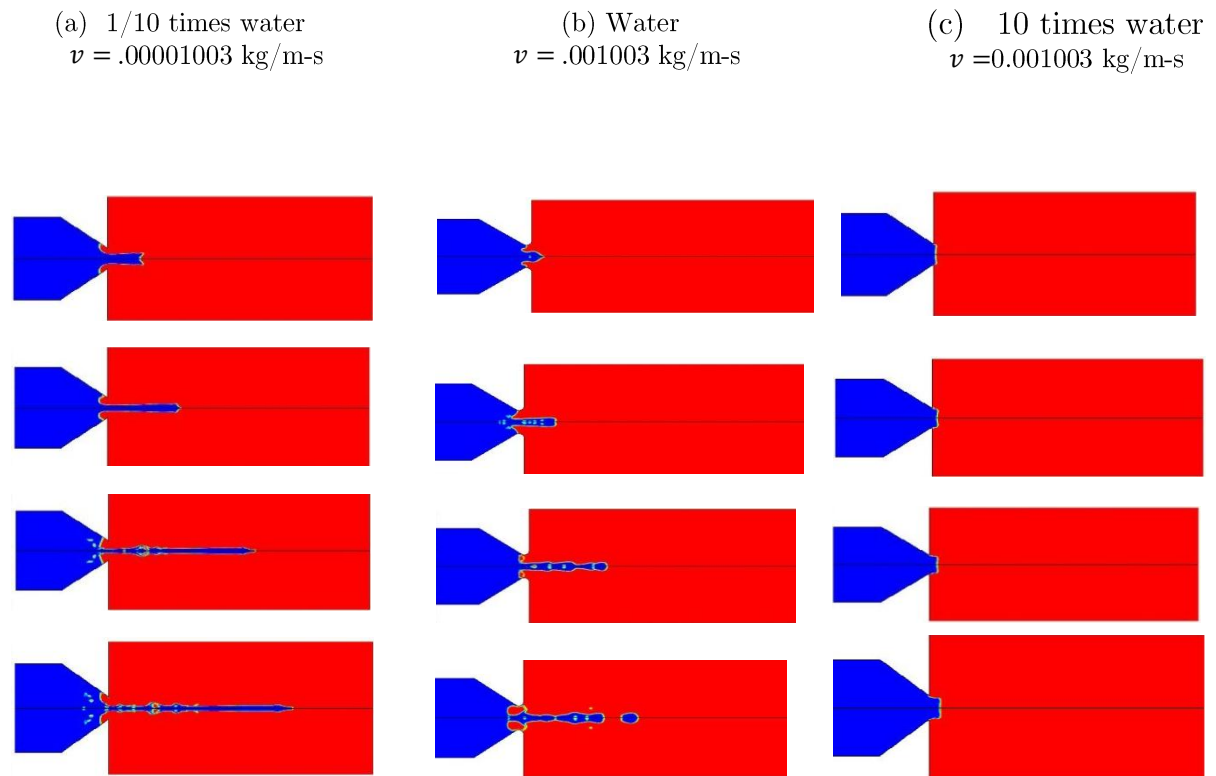 (a) 1/10 times water
v = .00001003 kg/m-s
(b) Water
v = .001003 kg/m-s
(c) 10 times water
v =0.001003 kg/m-s